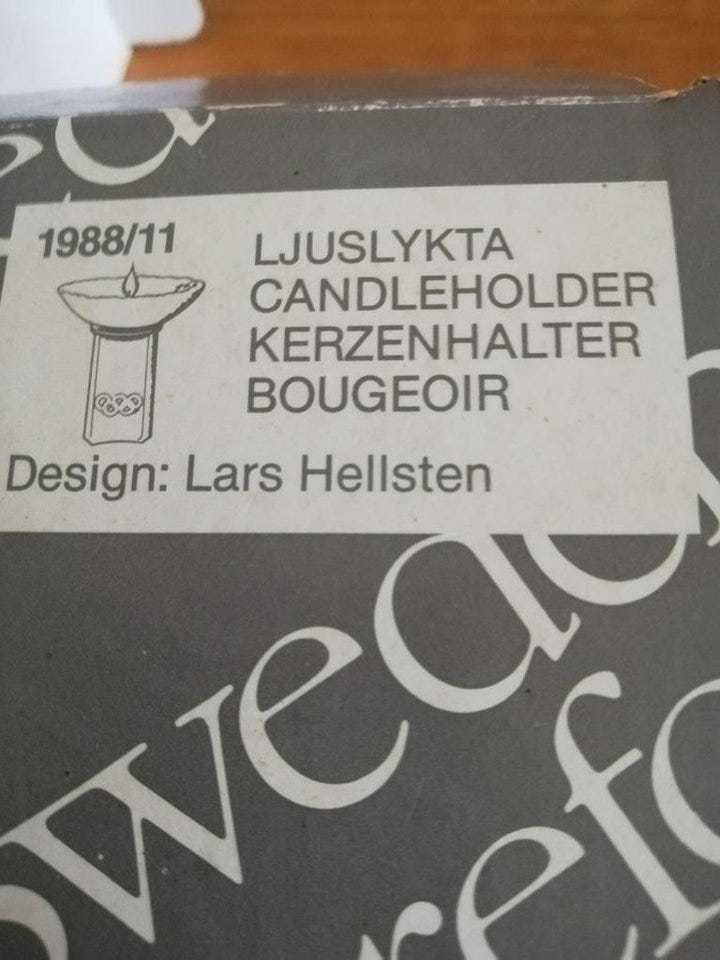 1988/11
LJUSLYKTA
CANDLEHOLDER
KERZENHALTER
BOUGEOIR
Design: Lars Hellsten